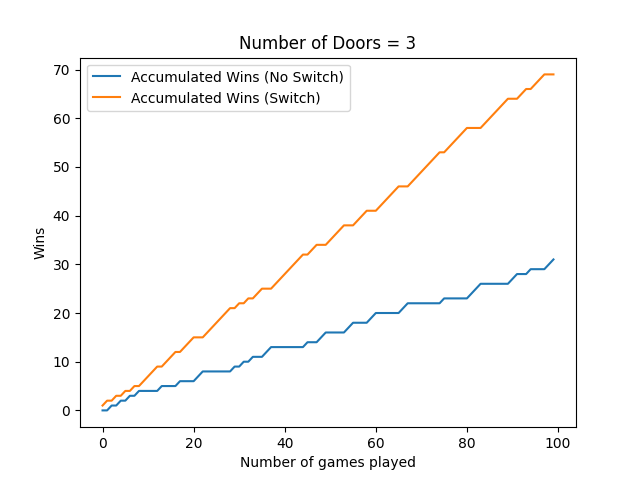 Number of Doors = 3
Accumulated Wins (No Switch)
Accumulated Wins (Switch)
70
60
50
40
30
20
10
0
Wins
0 20 40 60 80 100
Number of games played